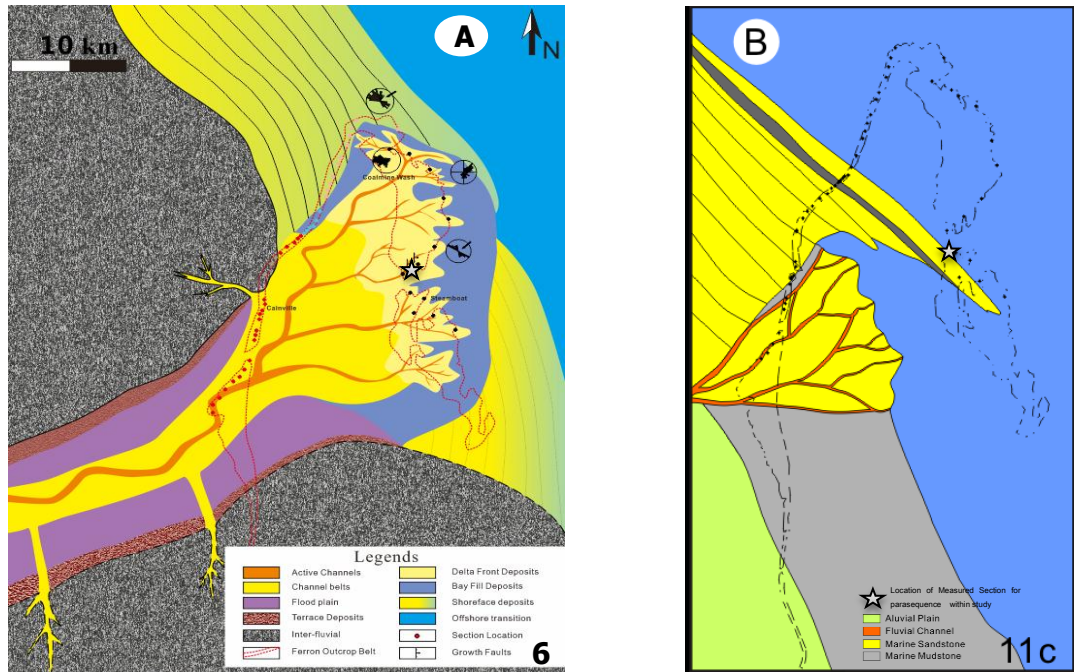 A
10 km
N
Coalmine Wash
Cainville
Steamboat
Legends
Active Channels
Channel belts
Flood plain
Terrace Deposits
Inter-fluvial
Ferron Outcrop Belt
Delta Front Deposits
Bay Fill Deposits
Shoreface deposits
Offshore transition
Section Location
Growth Faults
6
B
Location of Measured Section for
parasequence within study
Aluvial Plain
Fluvial Channel
Marine Sandstone
Marine Mudstone
11c